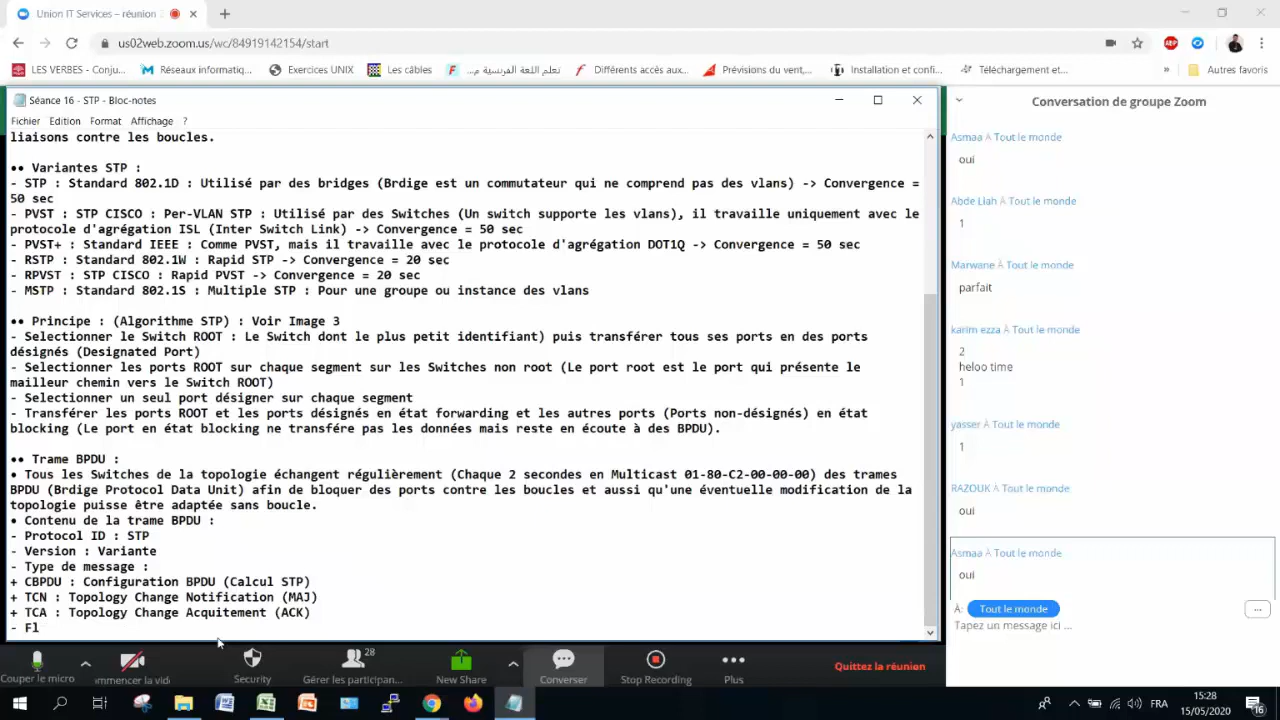 Union IT Services – réunion
us02web.zoom.us/wc/84919142154/start
LES VERBES - Conju...
Réseaux informatiq...
Exercices UNIX
Les câbles
تعلم اللغة الفرنسية م...
Différents accès aux...
Prévisions du vent,...
Installation et confi...
Téléchargement et...
»
Autres favoris
Séance 16 - STP - Bloc-notes
Fichier Edition Format Affichage ?
liaisons contre les boucles.
•• Variantes STP :
- STP : Standard 802.1D : Utilisé par des bridges (Brdige est un commutateur qui ne comprend pas des vlans) -> Convergence =
50 sec
- PVST : STP CISCO : Per-VLAN STP : Utilisé par des Switches (Un switch supporte les vlans), il travaille uniquement avec le
protocole d'agrégation ISL (Inter Switch Link) -> Convergence = 50 sec
- PVST+ : Standard IEEE : Comme PVST, mais il travaille avec le protocole d'agrégation DOT1Q -> Convergence = 50 sec
- RSTP : Standard 802.1W : Rapid STP -> Convergence = 20 sec
- RPVST : STP CISCO : Rapid PVST -> Convergence = 20 sec
- MSTP : Standard 802.1S : Multiple STP : Pour une groupe ou instance des vlans
•• Principe : (Algorithme STP) : Voir Image 3
- Selectionner le Switch ROOT : Le Switch dont le plus petit identifiant) puis transférer tous ses ports en des ports
désignés (Designated Port)
- Selectionner les ports ROOT sur chaque segment sur les Switches non root (Le port root est le port qui présente le
mailleur chemin vers le Switch ROOT)
- Selectionner un seul port désigner sur chaque segment
- Transférer les ports ROOT et les ports désignés en état forwarding et les autres ports (Ports non-désignés) en état
blocking (Le port en état blocking ne transfére pas les données mais reste en écoute à des BPDU).
•• Trame BPDU :
• Tous les Switches de la topologie échangent régulièrement (Chaque 2 secondes en Multicast 01-80-C2-00-00-00) des trames
BPDU (Brdige Protocol Data Unit) afin de bloquer des ports contre les boucles et aussi qu'une éventuelle modification de la
topologie puisse être adaptée sans boucle.
• Contenu de la trame BPDU :
- Protocol ID : STP
- Version : Variante
- Type de message :
+ CBPDU : Configuration BPDU (Calcul STP)
+ TCN : Topology Change Notification (MAJ)
+ TCA : Topology Change Acquitement (ACK)
- Fl
Conversation de groupe Zoom
Asmaa À Tout le monde
oui
Abde Llah À Tout le monde
1
Marwane À Tout le monde
parfait
karim ezza À Tout le monde
2
heloo time
1
yasser À Tout le monde
1
RAZOUK À Tout le monde
oui
Asmaa À Tout le monde
oui
À: Tout le monde ...
Tapez un message ici ...
Couper le micro
mmencer la vid
Security
28
Gérer les participan...
New Share
Converser
Stop Recording
Plus
Quittez la réunion
FRA
15:28
15/05/2020
16